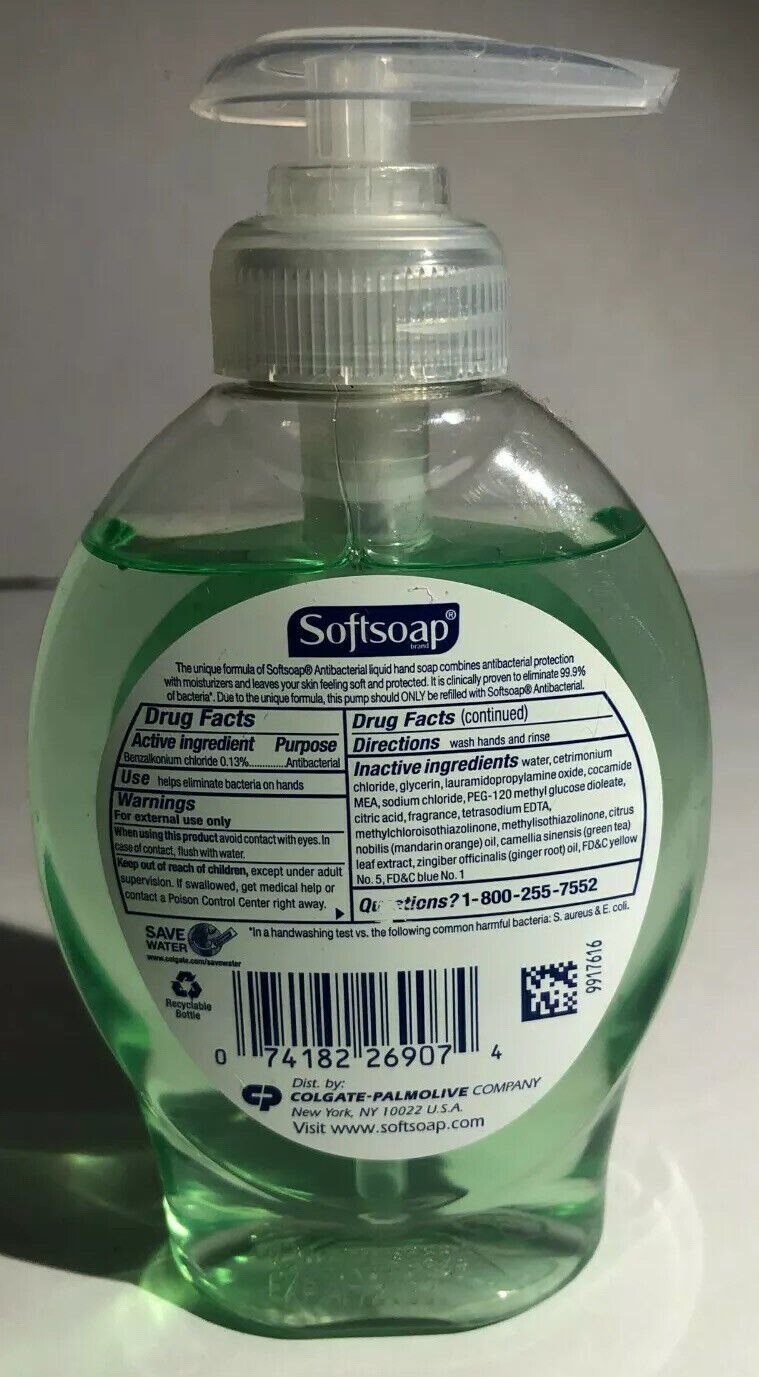 Softsoap®
brand
The unique formula of Softsoap® Antibacterial liquid hand soap combines antibacterial protection
with moisturizers and leaves your skin feeling soft and protected. It is clinically proven to eliminate 99.9%
of bacteria*. Due to the unique formula, this pump should ONLY be refilled with Softsoap® Antibacterial.
Drug Facts
Active ingredient Purpose
Benzalkonium chloride 0.13%............Antibacterial
Use helps eliminate bacteria on hands
Warnings
For external use only
When using this product avoid contact with eyes. In
case of contact, flush with water.
Keep out of reach of children, except under adult
supervision. If swallowed, get medical help or
contact a Poison Control Center right away.
Drug Facts (continued)
Directions wash hands and rinse
Inactive ingredients water, cetrimonium
chloride, glycerin, lauramidopropylamine oxide, cocamide
MEA, sodium chloride, PEG-120 methyl glucose dioleate,
citric acid, fragrance, tetrasodium EDTA,
methylchloroisothiazolinone, methylisothiazolinone, citrus
nobilis (mandarin orange) oil, camellia sinensis (green tea)
leaf extract, zingiber officinalis (ginger root) oil, FD&C yellow
No. 5, FD&C blue No. 1
Qu tions? 1-800-255-7552
*In a handwashing test vs. the following common harmful bacteria: S. aureus & E. coli.
SAVE
WATER
www.colgate.com/savewater
Recyclable
Bottle
9917616
0 74182 26907 4
CP
Dist. by:
COLGATE-PALMOLIVE COMPANY
New York, NY 10022 U.S.A.
Visit www.softsoap.com